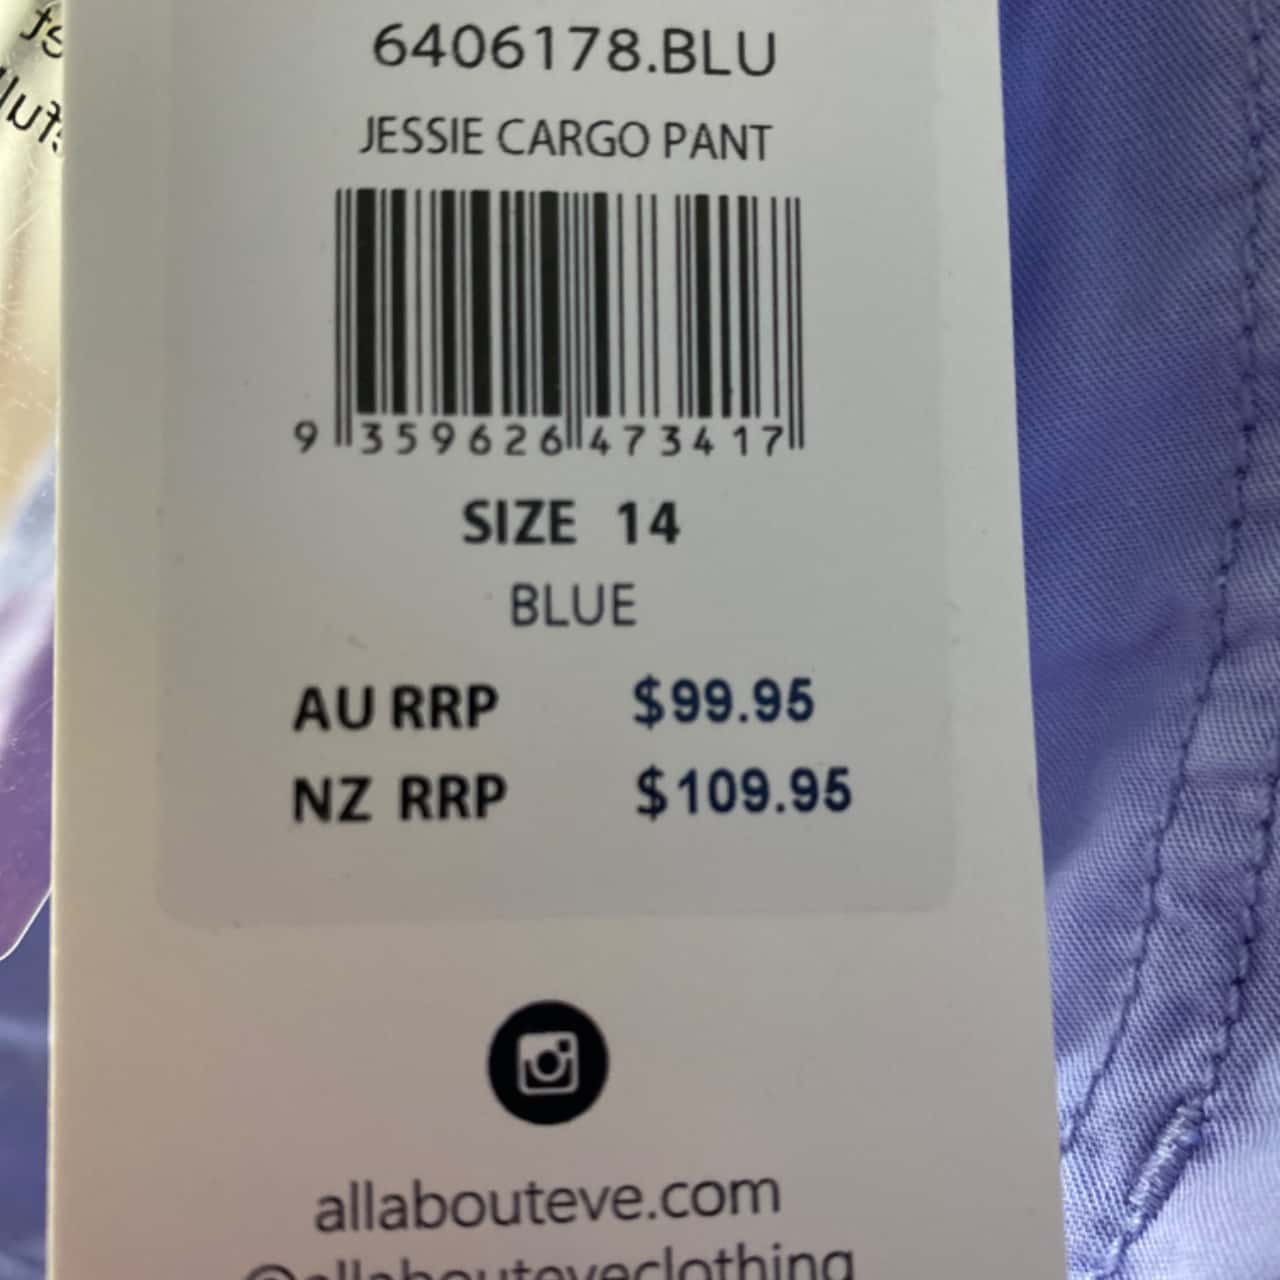 6406178.BLU
JESSIE CARGO PANT
9 359626 473417
SIZE 14
BLUE
AU RRP $99.95
NZ RRP $109.95
allabouteve.com
@allabouteveclothing